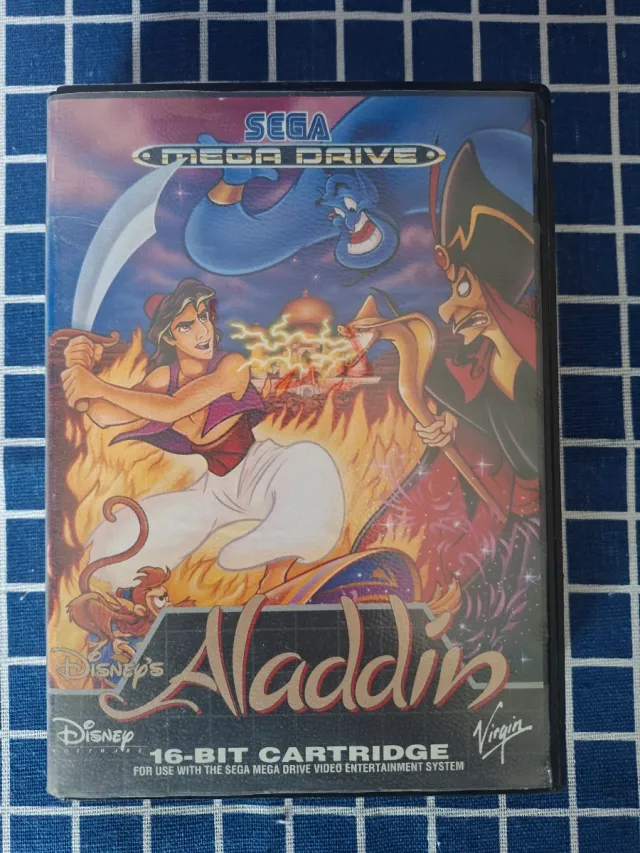 SEGA
MEGA DRIVE
DISNEY'S
Aladdin
DISNEY
SOFTWARE
Virgin
16-BIT CARTRIDGE
FOR USE WITH THE SEGA MEGA DRIVE VIDEO ENTERTAINMENT SYSTEM